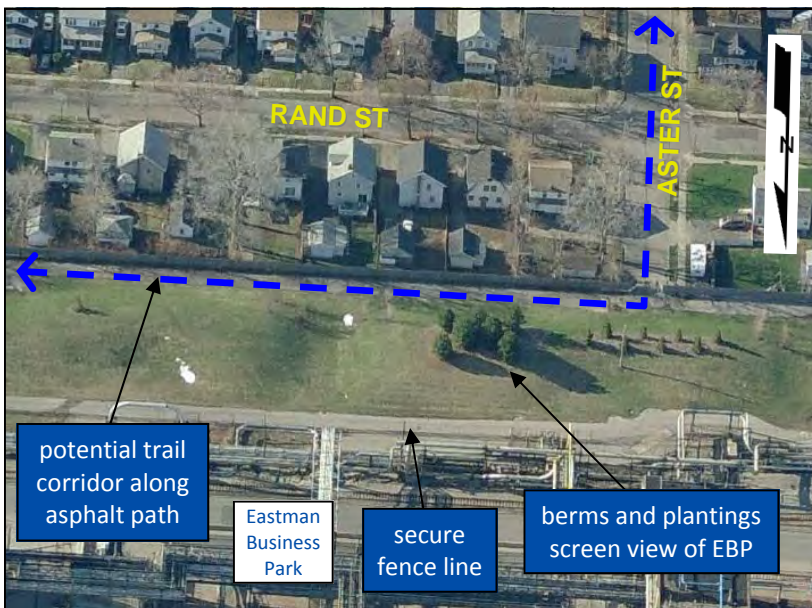 RAND ST
ASTER ST
N
potential trail
corridor along
asphalt path
Eastman
Business
Park
secure
fence line
berms and plantings
screen view of EBP